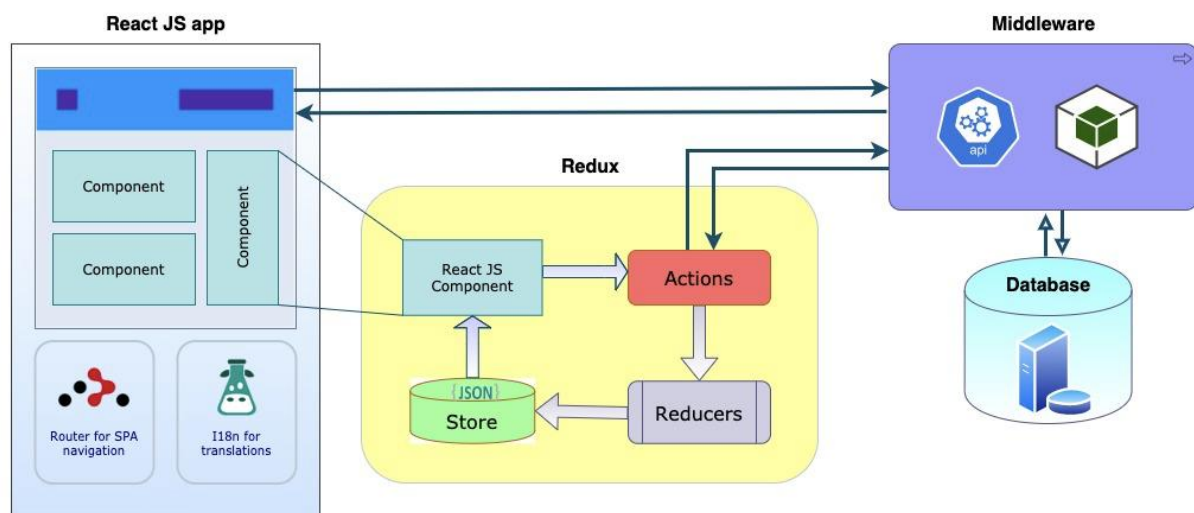 React JS app
Middleware
api
Component
Component
Component
Redux
React JS
Component
Actions
{JSON}
Store
Reducers
Database
Router for SPA
navigation
I18n for
translations